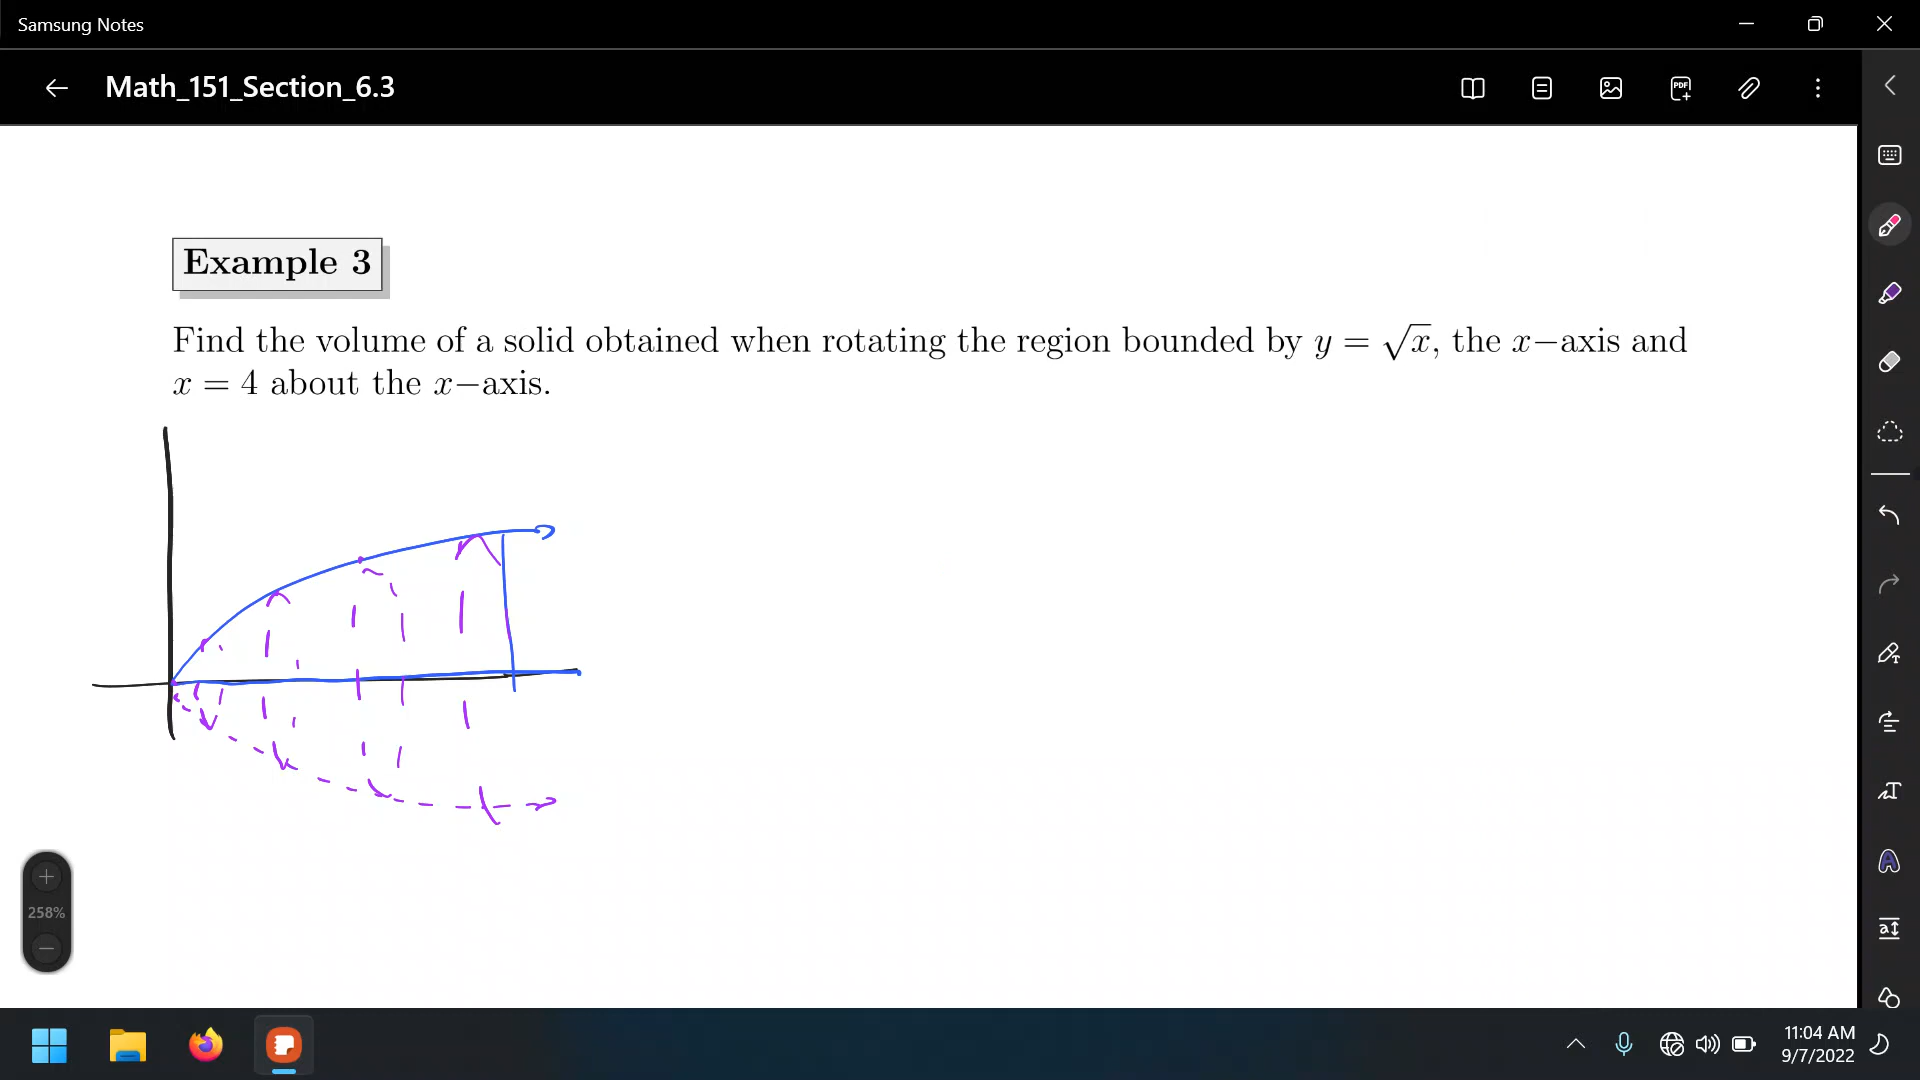 Samsung Notes
Math_151_Section_6.3
PDF
Example 3
Find the volume of a solid obtained when rotating the region bounded by y = √x, the x−axis and
x = 4 about the x−axis.
258%
11:04 AM
9/7/2022